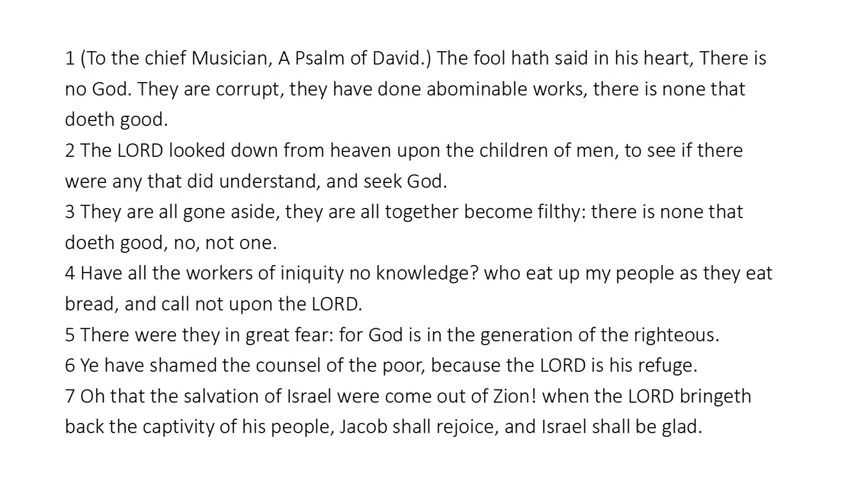 1 (To the chief Musician, A Psalm of David.) The fool hath said in his heart, There is
no God. They are corrupt, they have done abominable works, there is none that
doeth good.
2 The LORD looked down from heaven upon the children of men, to see if there
were any that did understand, and seek God.
3 They are all gone aside, they are all together become filthy: there is none that
doeth good, no, not one.
4 Have all the workers of iniquity no knowledge? who eat up my people as they eat
bread, and call not upon the LORD.
5 There were they in great fear: for God is in the generation of the righteous.
6 Ye have shamed the counsel of the poor, because the LORD is his refuge.
7 Oh that the salvation of Israel were come out of Zion! when the LORD bringeth
back the captivity of his people, Jacob shall rejoice, and Israel shall be glad.